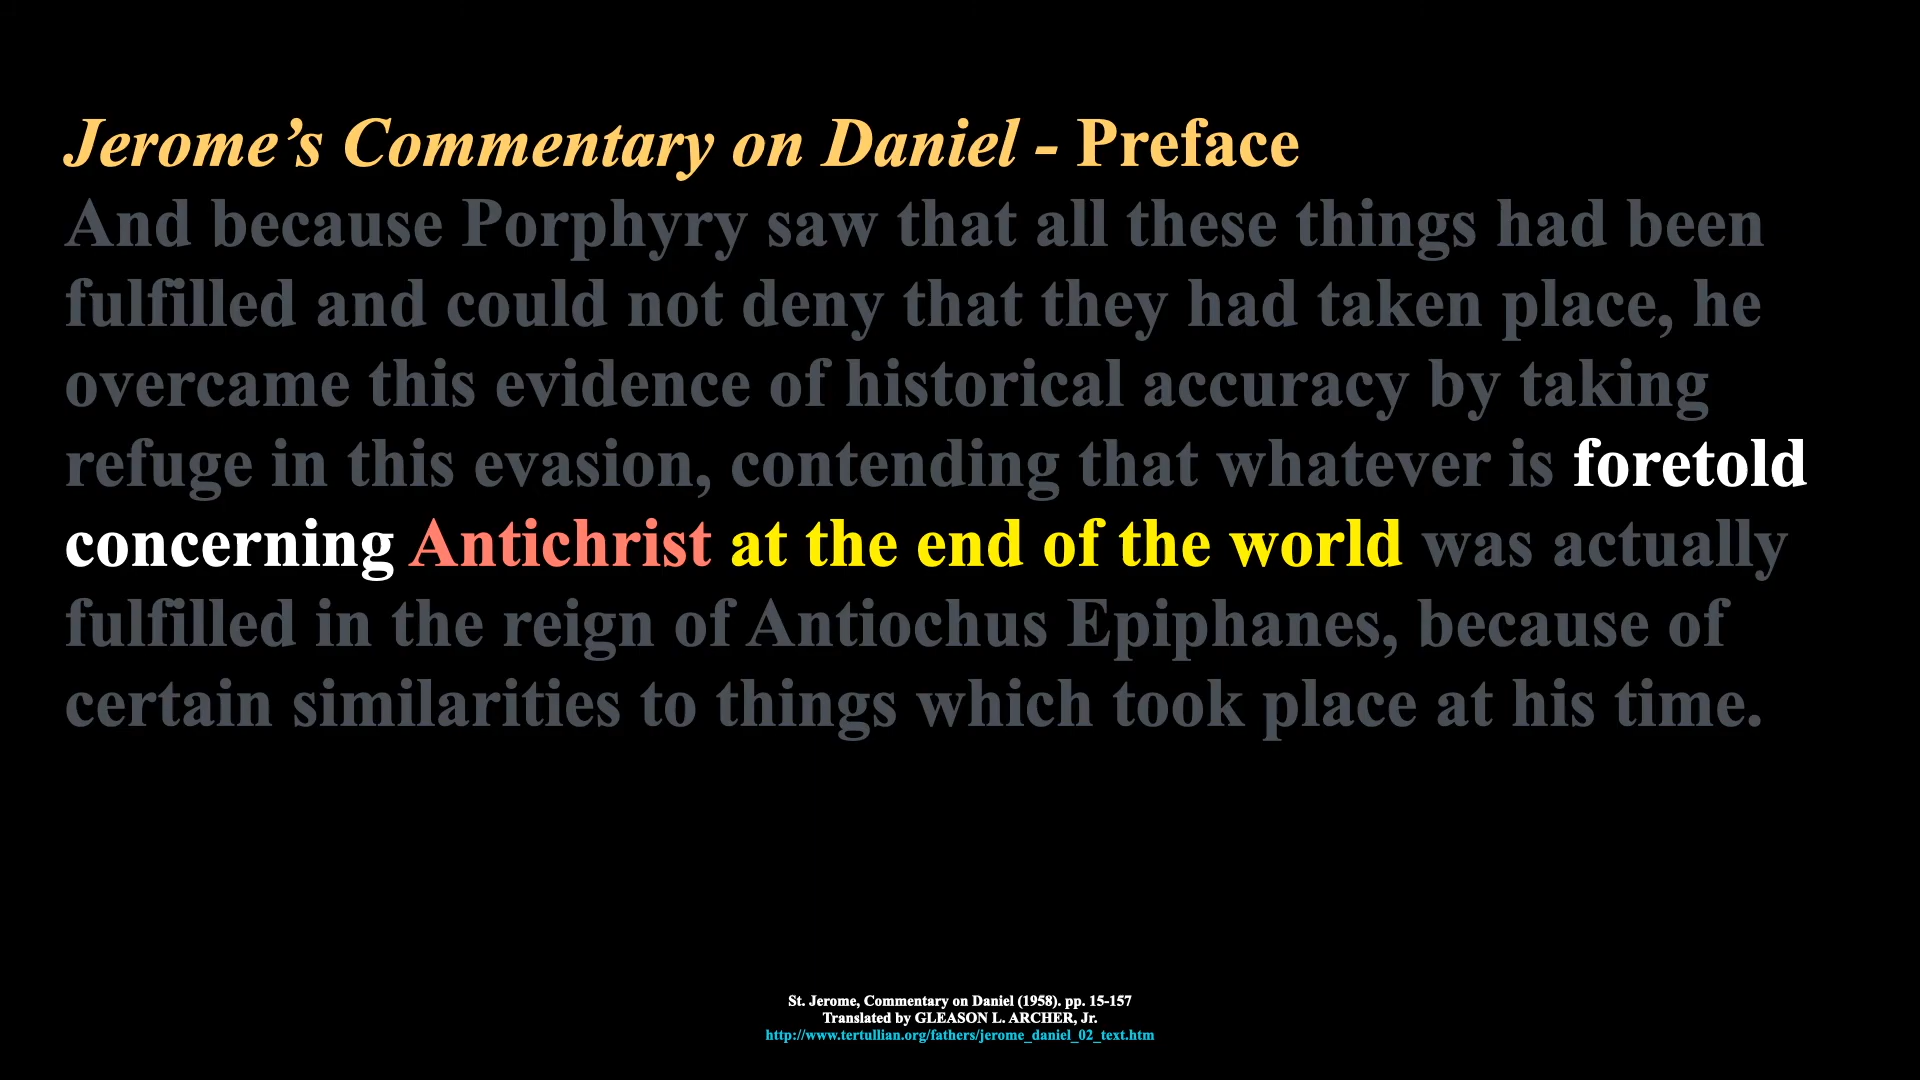 Jerome’s Commentary on Daniel - Preface
And because Porphyry saw that all these things had been
fulfilled and could not deny that they had taken place, he
overcame this evidence of historical accuracy by taking
refuge in this evasion, contending that whatever is foretold
concerning Antichrist at the end of the world was actually
fulfilled in the reign of Antiochus Epiphanes, because of
certain similarities to things which took place at his time.
St. Jerome, Commentary on Daniel (1958). pp. 15-157
Translated by GLEASON L. ARCHER, Jr.
http://www.tertullian.org/fathers/jerome_daniel_02_text.htm